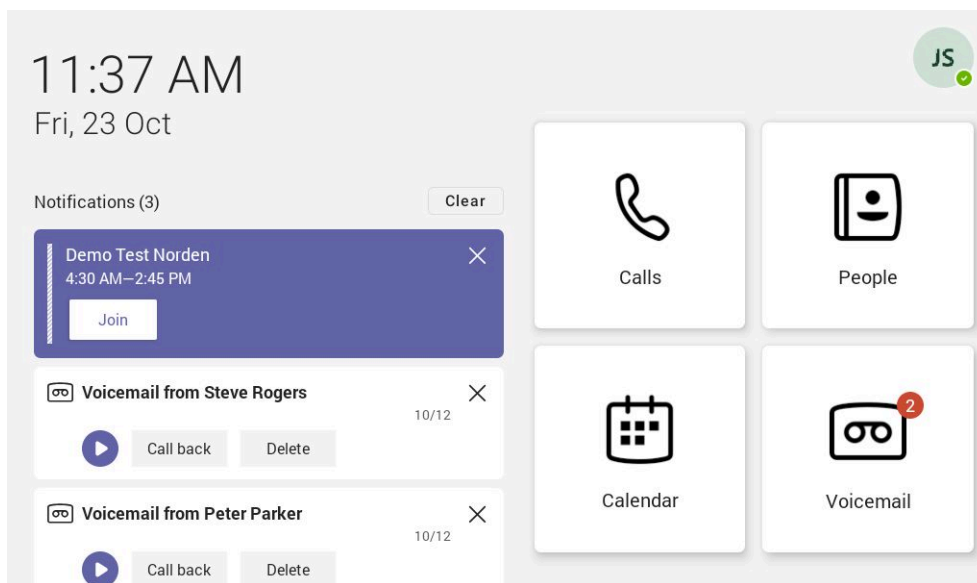 11:37 AM
Fri, 23 Oct
JS
Notifications (3)
Clear
Demo Test Norden
4:30 AM—2:45 PM
Join
Voicemail from Steve Rogers
10/12
Call back
Delete
Voicemail from Peter Parker
10/12
Call back
Delete
Calls
People
Calendar
2
Voicemail